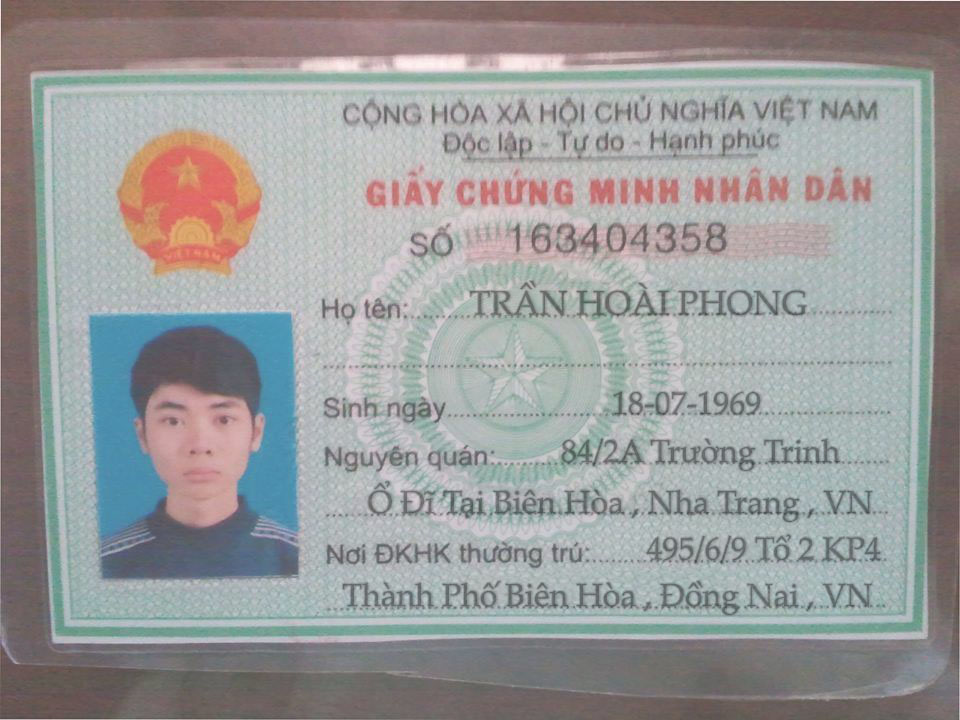 CỘNG HÒA XÃ HỘI CHỦ NGHĨA VIỆT NAM
Độc lập - Tự do - Hạnh phúc
GIẤY CHỨNG MINH NHÂN DÂN
SỐ 163404358
Họ tên: TRẦN HOÀI PHONG
Sinh ngày 18-07-1969
Nguyên quán: 84/2A Trường Trinh
Ổ Đĩ Tại Biên Hòa , Nha Trang , VN
Nơi ĐKHK thường trú: 495/6/9 Tổ 2 KP4
Thành Phố Biên Hòa , Đồng Nai , VN
VIỆT NAM